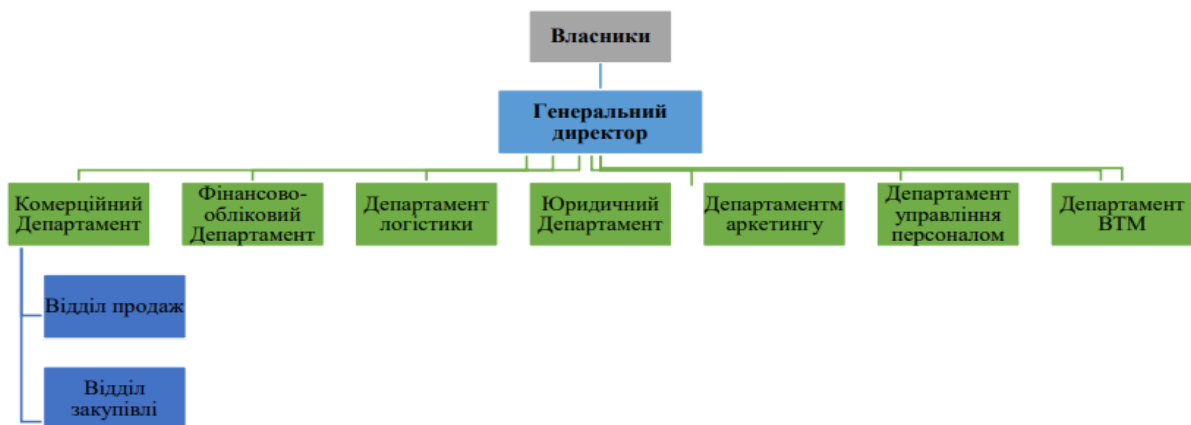 Власники
Генеральний
директор
Комерційний
Департамент
Фінансово-
обліковий
Департамент
Департамент
логістики
Юридичний
Департамент
Департаментм
аркетингу
Департамент
управління
персоналом
Департамент
ВТМ
Відділ продаж
Відділ
закупівлі